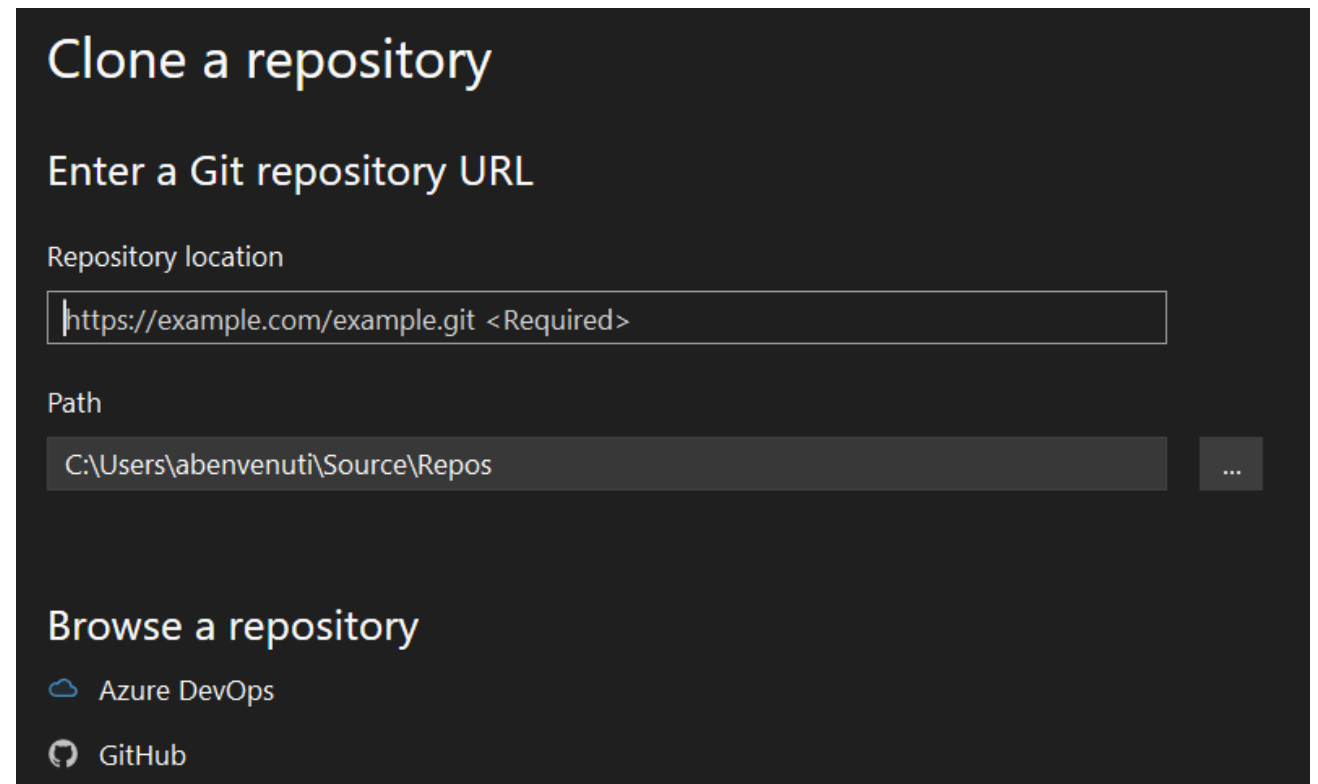 Clone a repository
Enter a Git repository URL
Repository location
https://example.com/example.git <Required>
Path
C:\Users\abenvenuti\Source\Repos
...
Browse a repository
Azure DevOps
GitHub